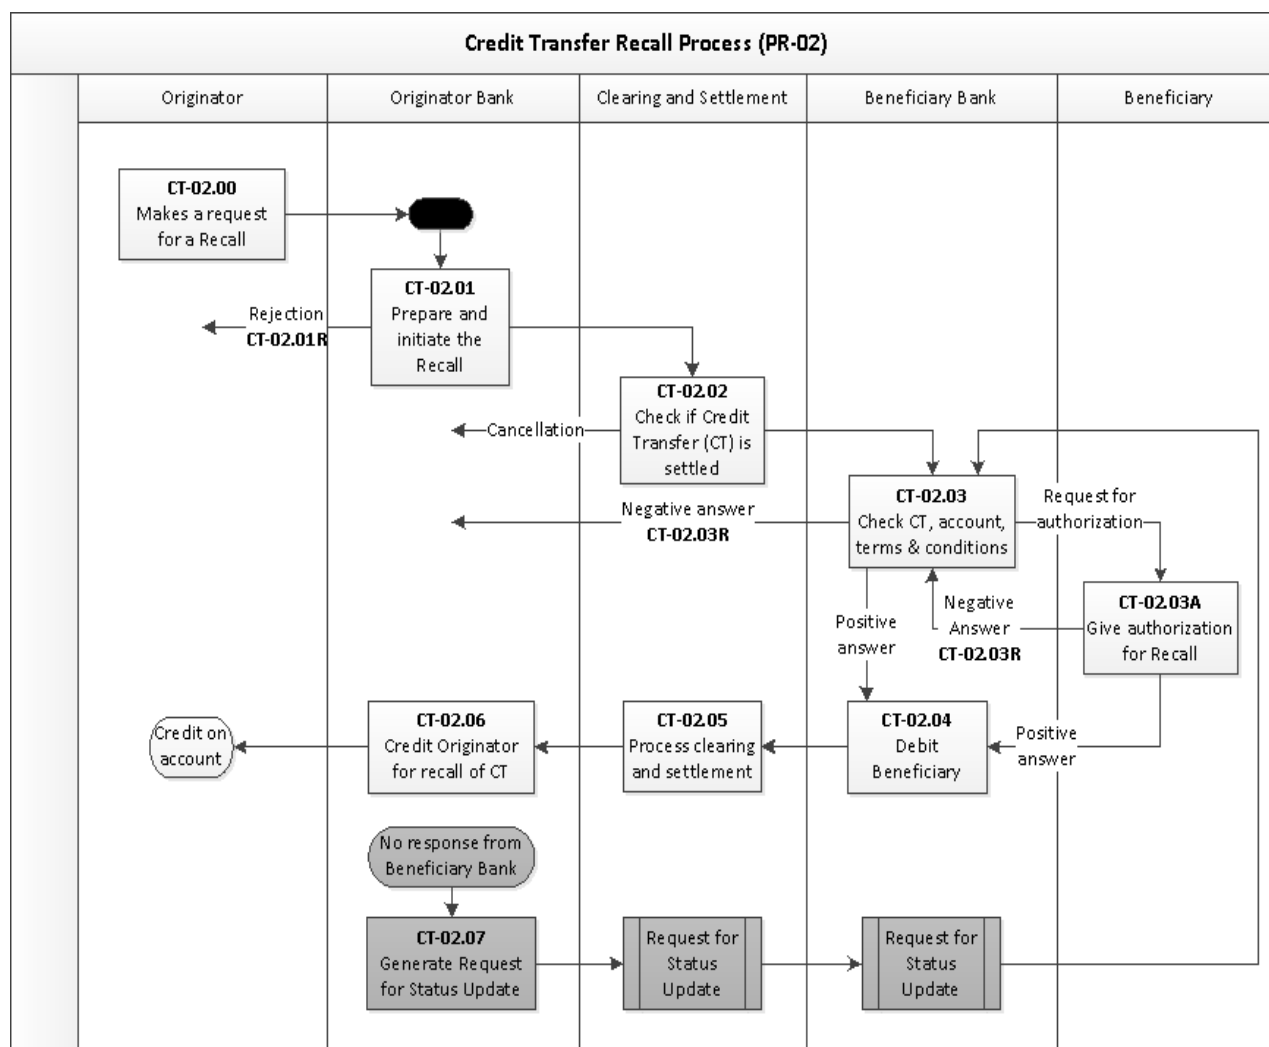 Credit Transfer Recall Process (PR-02)
Originator
Originator Bank
Clearing and Settlement
Beneficiary Bank
Beneficiary
CT-02.00
Makes a request
for a Recall
CT-02.01
Prepare and
initiate the
Recall
Rejection
CT-02.01R
CT-02.02
Check if Credit
Transfer (CT) is
settled
Cancellation
CT-02.03
Check CT, account,
terms & conditions
Negative answer
CT-02.03R
Request for
authorization
CT-02.03A
Give authorization
for Recall
Negative
Answer
CT-02.03R
Positive
answer
Positive
answer
CT-02.04
Debit
Beneficiary
CT-02.05
Process clearing
and settlement
CT-02.06
Credit Originator
for recall of CT
Credit on
account
No response from
Beneficiary Bank
CT-02.07
Generate Request
for Status Update
Request for
Status
Update
Request for
Status
Update